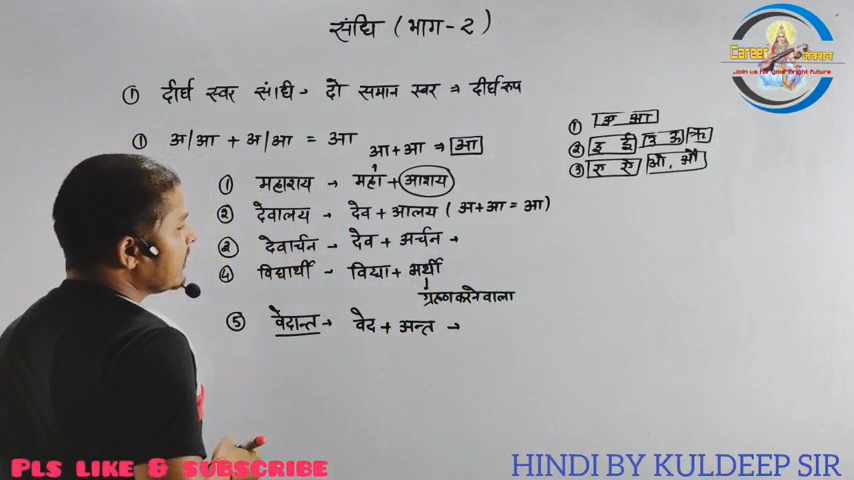 संधि (भाग-2)
Career
एक्शन
Join us for your bright future
① दीर्घ स्वर संधि → दो समान स्वर ⇒ दीर्घ रूप
① अ/आ + अ/आ = आ
आ+आ ⇒ आ
① महाशय → महा + आशय
② देवालय → देव + आलय (अ+आ = आ)
③ देवार्चन → देव + अर्चन →
④ विद्यार्थी → विद्या + अर्थी
ग्रहण करने वाला
⑤ वेदान्त → वेद + अन्त →
① अ आ
② इ ई उ ऊ ऋ
③ ए ऐ ओ, औ
PLS LIKE & SUBSCRIBE
HINDI BY KULDEEP SIR